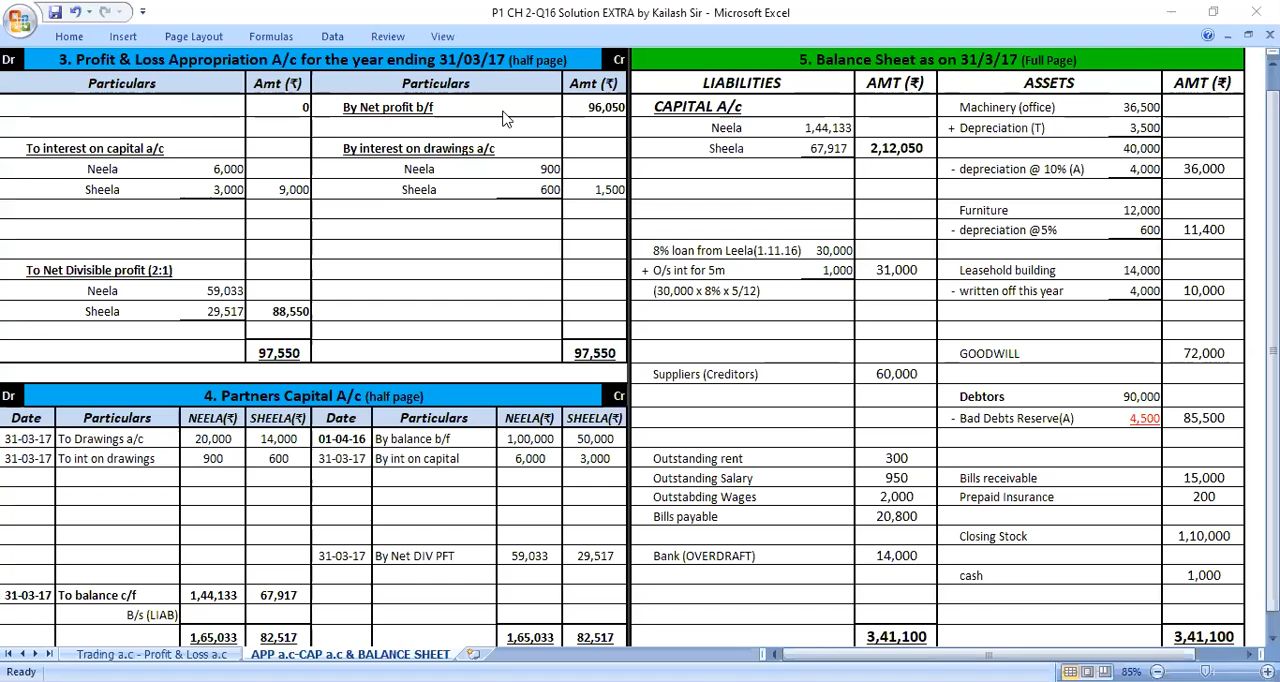 P1 CH 2-Q16 Solution EXTRA by Kailash Sir - Microsoft Excel
Home Insert Page Layout Formulas Data Review View
Dr 3. Profit & Loss Appropriation A/c for the year ending 31/03/17 (half page) Cr
Particulars Amt (₹) Particulars Amt (₹)
0 By Net profit b/f 96,050
To interest on capital a/c By interest on drawings a/c
Neela 6,000 Neela 900
Sheela 3,000 9,000 Sheela 600 1,500
To Net Divisible profit (2:1)
Neela 59,033
Sheela 29,517 88,550
97,550 97,550
Dr 4. Partners Capital A/c (half page) Cr
Date Particulars NEELA(₹) SHEELA(₹) Date Particulars NEELA(₹) SHEELA(₹)
31-03-17 To Drawings a/c 20,000 14,000 01-04-16 By balance b/f 1,00,000 50,000
31-03-17 To int on drawings 900 600 31-03-17 By int on capital 6,000 3,000
31-03-17 By Net DIV PFT 59,033 29,517
31-03-17 To balance c/f 1,44,133 67,917
B/s (LIAB)
1,65,033 82,517 1,65,033 82,517
5. Balance Sheet as on 31/3/17 (Full Page)
LIABILITIES AMT (₹) ASSETS AMT (₹)
CAPITAL A/c Machinery (office) 36,500
Neela 1,44,133 + Depreciation (T) 3,500
Sheela 67,917 2,12,050 40,000
- depreciation @ 10% (A) 4,000 36,000
Furniture 12,000
- depreciation @5% 600 11,400
8% loan from Leela(1.11.16) 30,000
+ O/s int for 5m 1,000 31,000 Leasehold building 14,000
(30,000 x 8% x 5/12) - written off this year 4,000 10,000
GOODWILL 72,000
Suppliers (Creditors) 60,000
Debtors 90,000
- Bad Debts Reserve(A) 4,500 85,500
Outstanding rent 300
Outstanding Salary 950 Bills receivable 15,000
Outstabding Wages 2,000 Prepaid Insurance 200
Bills payable 20,800
Closing Stock 1,10,000
Bank (OVERDRAFT) 14,000
cash 1,000
3,41,100 3,41,100
Trading a.c - Profit & Loss a.c APP a.c-CAP a.c & BALANCE SHEET
Ready 85%